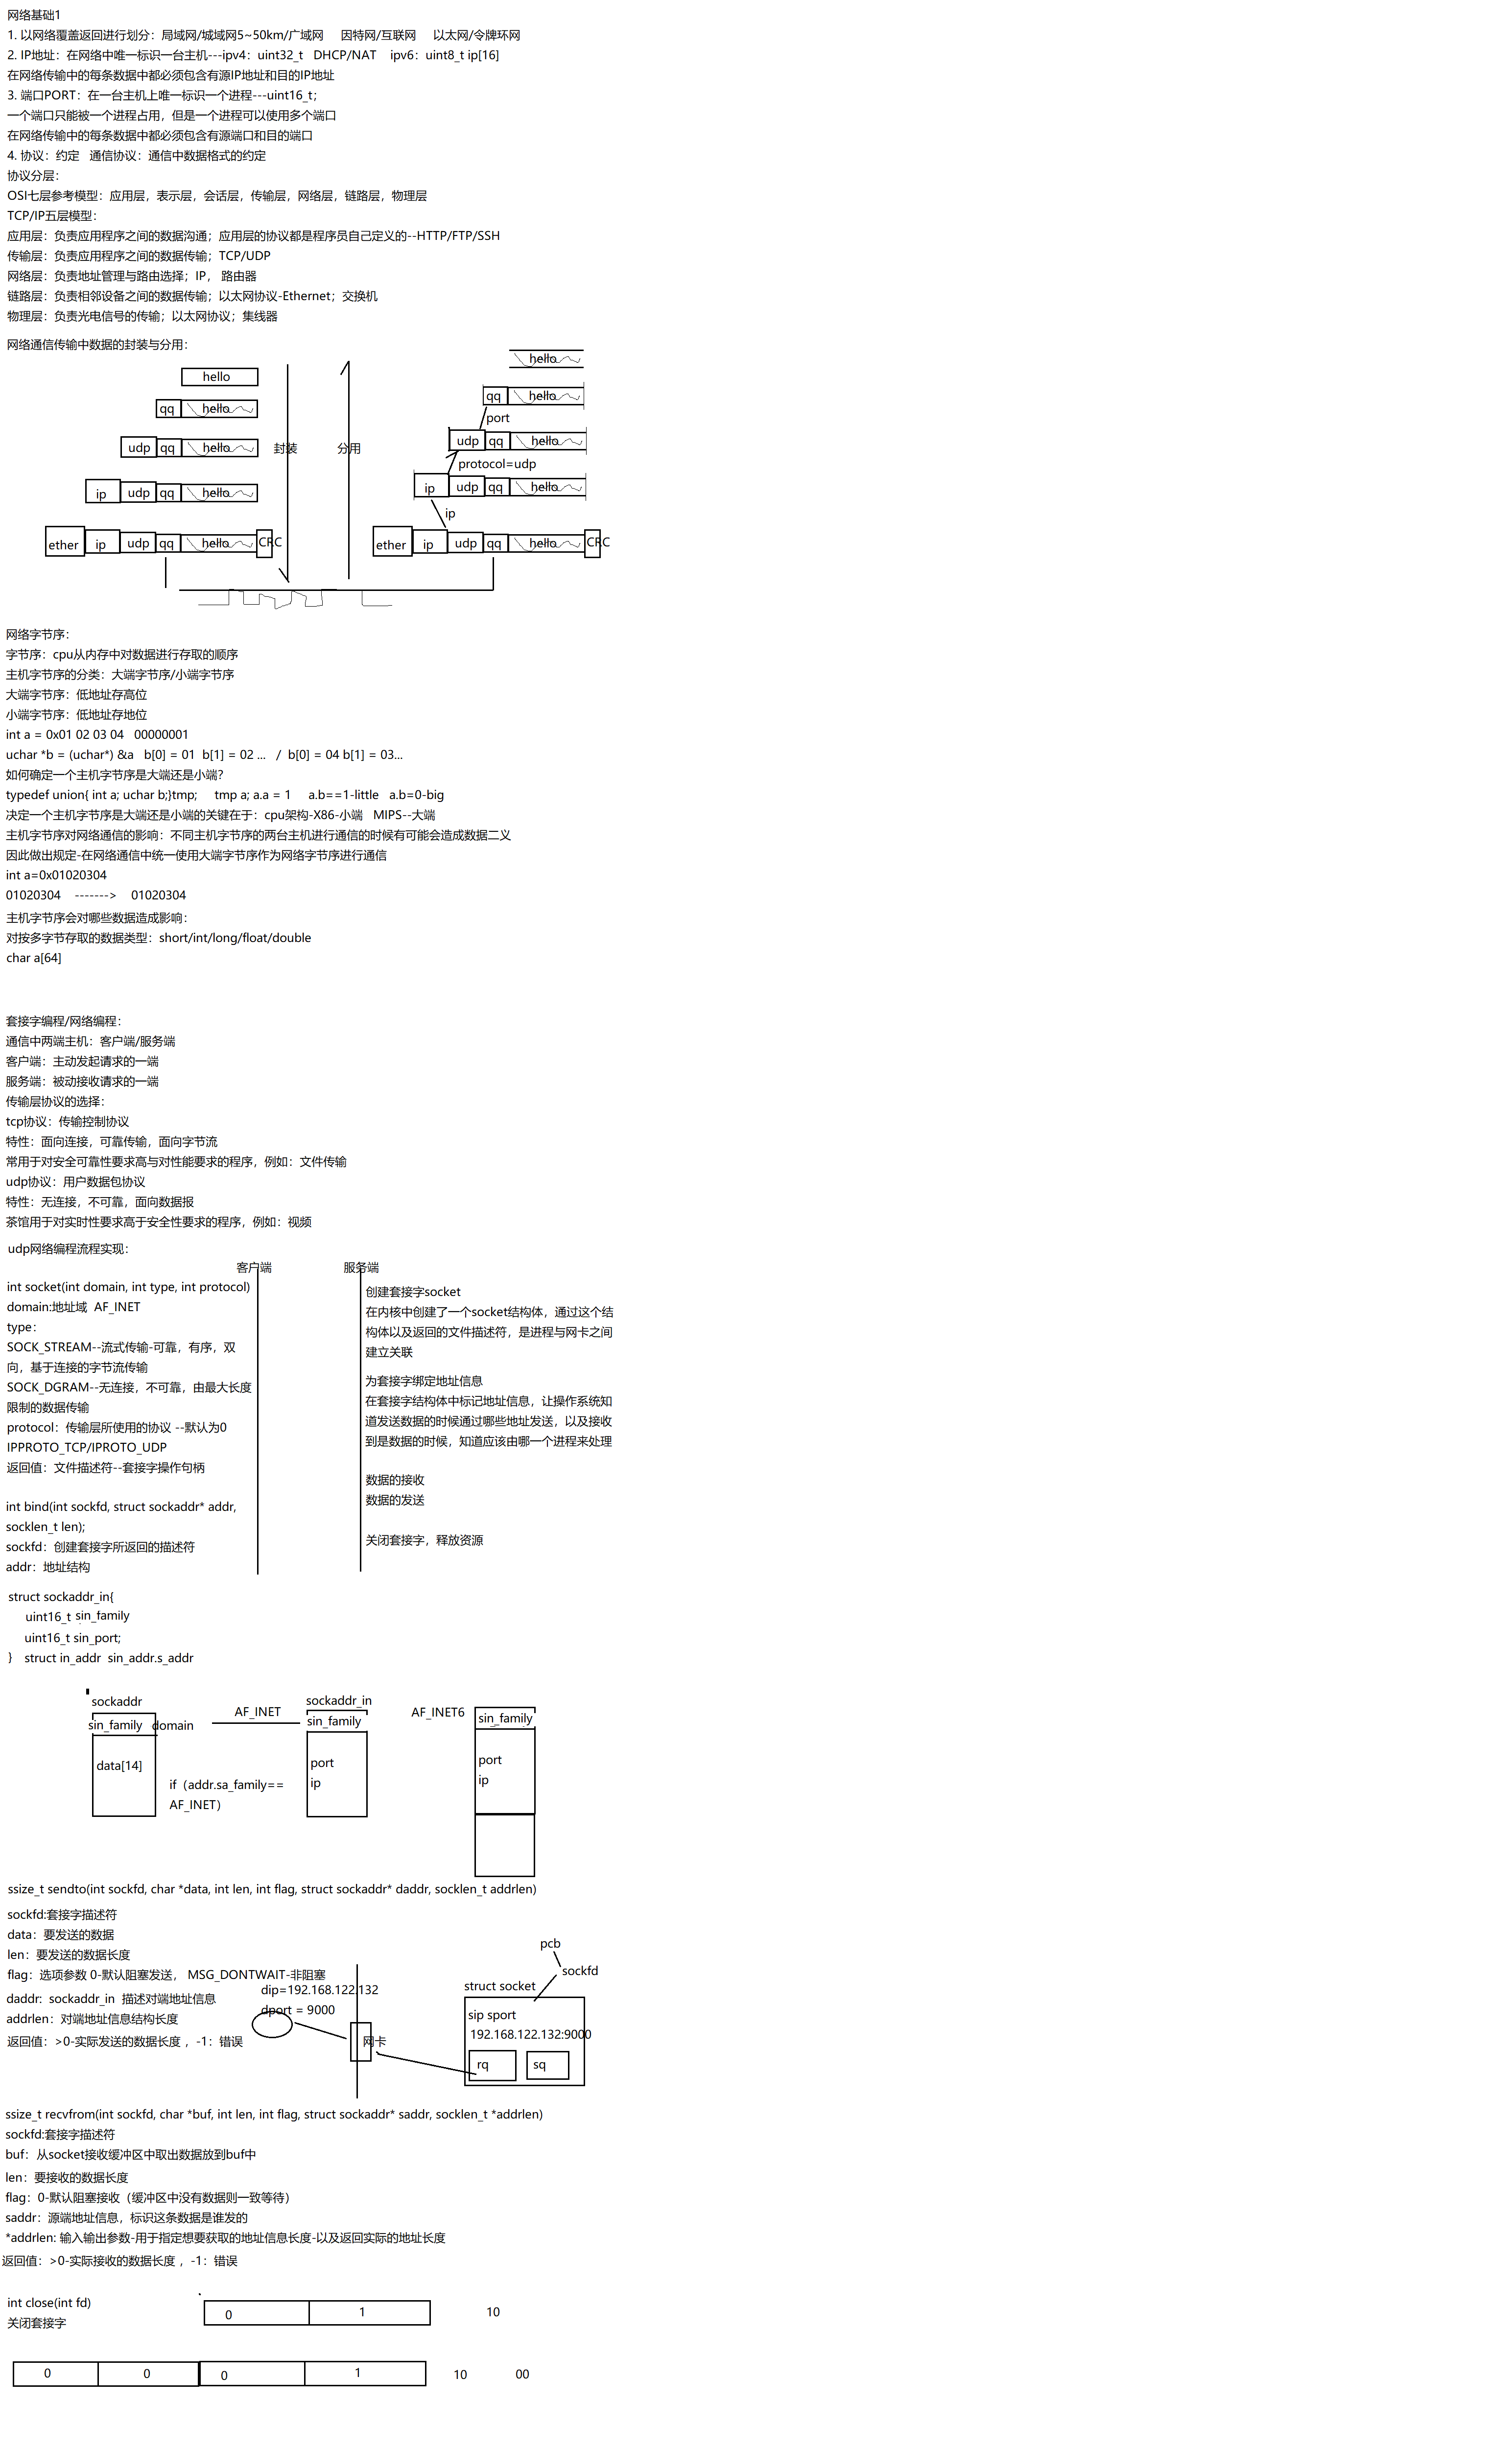 网络基础1
1. 以网络覆盖返回进行划分：局域网/城域网5~50km/广域网 因特网/互联网 以太网/令牌环网
2. IP地址：在网络中唯一标识一台主机---ipv4：uint32_t DHCP/NAT ipv6：uint8_t ip[16]
在网络传输中的每条数据中都必须包含有源IP地址和目的IP地址
3. 端口PORT：在一台主机上唯一标识一个进程---uint16_t；
一个端口只能被一个进程占用，但是一个进程可以使用多个端口
在网络传输中的每条数据中都必须包含有源端口和目的端口
4. 协议：约定 通信协议：通信中数据格式的约定
协议分层：
OSI七层参考模型：应用层，表示层，会话层，传输层，网络层，链路层，物理层
TCP/IP五层模型：
应用层：负责应用程序之间的数据沟通；应用层的协议都是程序员自己定义的--HTTP/FTP/SSH
传输层：负责应用程序之间的数据传输；TCP/UDP
网络层：负责地址管理与路由选择；IP， 路由器
链路层：负责相邻设备之间的数据传输；以太网协议-Ethernet；交换机
物理层：负责光电信号的传输；以太网协议；集线器
网络通信传输中数据的封装与分用：
hello
hello
qq hello
qq hello
port
udp qq hello
封装
分用
udp qq hello
protocol=udp
ip udp qq hello
ip udp qq hello
ip
ether ip udp qq hello CRC
ether ip udp qq hello CRC
网络字节序：
字节序：cpu从内存中对数据进行存取的顺序
主机字节序的分类：大端字节序/小端字节序
大端字节序：低地址存高位
小端字节序：低地址存地位
int a = 0x01 02 03 04 00000001
uchar *b = (uchar*) &a b[0] = 01 b[1] = 02 ... / b[0] = 04 b[1] = 03...
如何确定一个主机字节序是大端还是小端？
typedef union{ int a; uchar b;}tmp; tmp a; a.a = 1 a.b==1-little a.b=0-big
决定一个主机字节序是大端还是小端的关键在于：cpu架构-X86-小端 MIPS--大端
主机字节序对网络通信的影响：不同主机字节序的两台主机进行通信的时候有可能会造成数据二义
因此做出规定-在网络通信中统一使用大端字节序作为网络字节序进行通信
int a=0x01020304
01020304 -------> 01020304
主机字节序会对哪些数据造成影响：
对按多字节存取的数据类型：short/int/long/float/double
char a[64]
套接字编程/网络编程：
通信中两端主机：客户端/服务端
客户端：主动发起请求的一端
服务端：被动接收请求的一端
传输层协议的选择：
tcp协议：传输控制协议
特性：面向连接，可靠传输，面向字节流
常用于对安全可靠性要求高与对性能要求的程序，例如：文件传输
udp协议：用户数据包协议
特性：无连接，不可靠，面向数据报
茶馆用于对实时性要求高于安全性要求的程序，例如：视频
udp网络编程流程实现：
客户端
服务端
int socket(int domain, int type, int protocol)
domain:地址域 AF_INET
type：
SOCK_STREAM--流式传输-可靠，有序，双
向，基于连接的字节流传输
SOCK_DGRAM--无连接，不可靠，由最大长度
限制的数据传输
protocol：传输层所使用的协议 --默认为0
IPPROTO_TCP/IPROTO_UDP
返回值：文件描述符--套接字操作句柄
创建套接字socket
在内核中创建了一个socket结构体，通过这个结
构体以及返回的文件描述符，是进程与网卡之间
建立关联
为套接字绑定地址信息
在套接字结构体中标记地址信息，让操作系统知
道发送数据的时候通过哪些地址发送，以及接收
到是数据的时候，知道应该由哪一个进程来处理
数据的接收
数据的发送
关闭套接字，释放资源
int bind(int sockfd, struct sockaddr* addr,
socklen_t len);
sockfd：创建套接字所返回的描述符
addr：地址结构
struct sockaddr_in{
uint16_t sin_family
uint16_t sin_port;
} struct in_addr sin_addr.s_addr
sockaddr
sin_family domain
data[14]
AF_INET
if（addr.sa_family==
AF_INET）
sockaddr_in
sin_family
port
ip
AF_INET6
sin_family
port
ip
ssize_t sendto(int sockfd, char *data, int len, int flag, struct sockaddr* daddr, socklen_t addrlen)
sockfd:套接字描述符
data：要发送的数据
len：要发送的数据长度
flag：选项参数 0-默认阻塞发送， MSG_DONTWAIT-非阻塞
daddr: sockaddr_in 描述对端地址信息
addrlen：对端地址信息结构长度
返回值：>0-实际发送的数据长度 ，-1：错误
dip=192.168.122.132
dport = 9000
网卡
pcb
sockfd
struct socket
sip sport
192.168.122.132:9000
rq sq
ssize_t recvfrom(int sockfd, char *buf, int len, int flag, struct sockaddr* saddr, socklen_t *addrlen)
sockfd:套接字描述符
buf：从socket接收缓冲区中取出数据放到buf中
len：要接收的数据长度
flag：0-默认阻塞接收（缓冲区中没有数据则一致等待）
saddr：源端地址信息，标识这条数据是谁发的
*addrlen: 输入输出参数-用于指定想要获取的地址信息长度-以及返回实际的地址长度
返回值：>0-实际接收的数据长度 ，-1：错误
int close(int fd)
关闭套接字
0 1 10
0 0 0 1 10 00